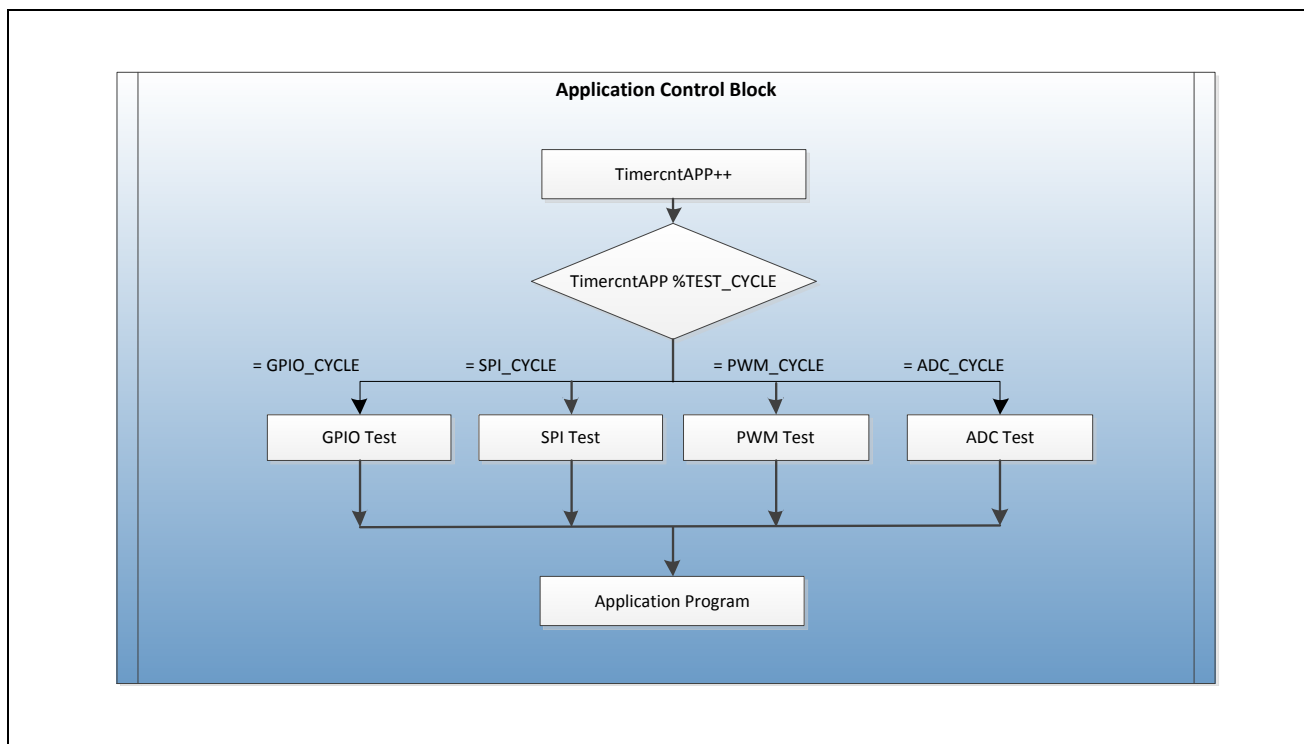 Application Control Block
TimercntAPP++
TimercntAPP %TEST_CYCLE
= GPIO_CYCLE
= SPI_CYCLE
= PWM_CYCLE
= ADC_CYCLE
GPIO Test
SPI Test
PWM Test
ADC Test
Application Program